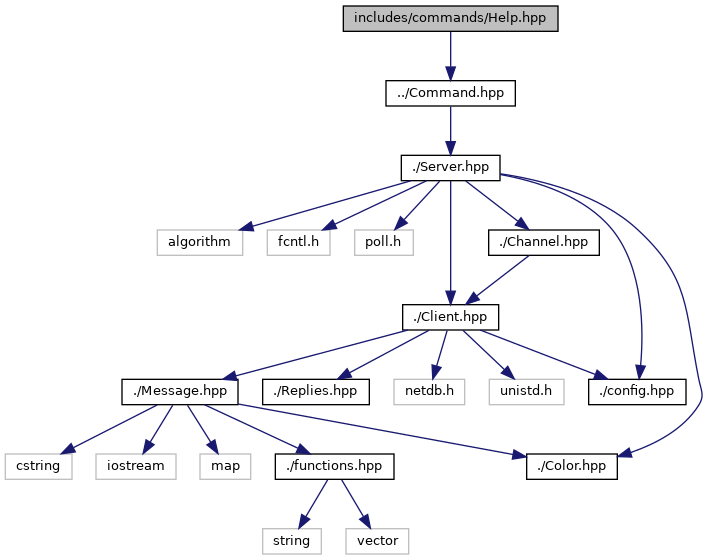 includes/commands/Help.hpp
../Command.hpp
./Server.hpp
algorithm
fcntl.h
poll.h
./Channel.hpp
./Client.hpp
./Message.hpp
./Replies.hpp
netdb.h
unistd.h
./config.hpp
cstring
iostream
map
./functions.hpp
./Color.hpp
string
vector